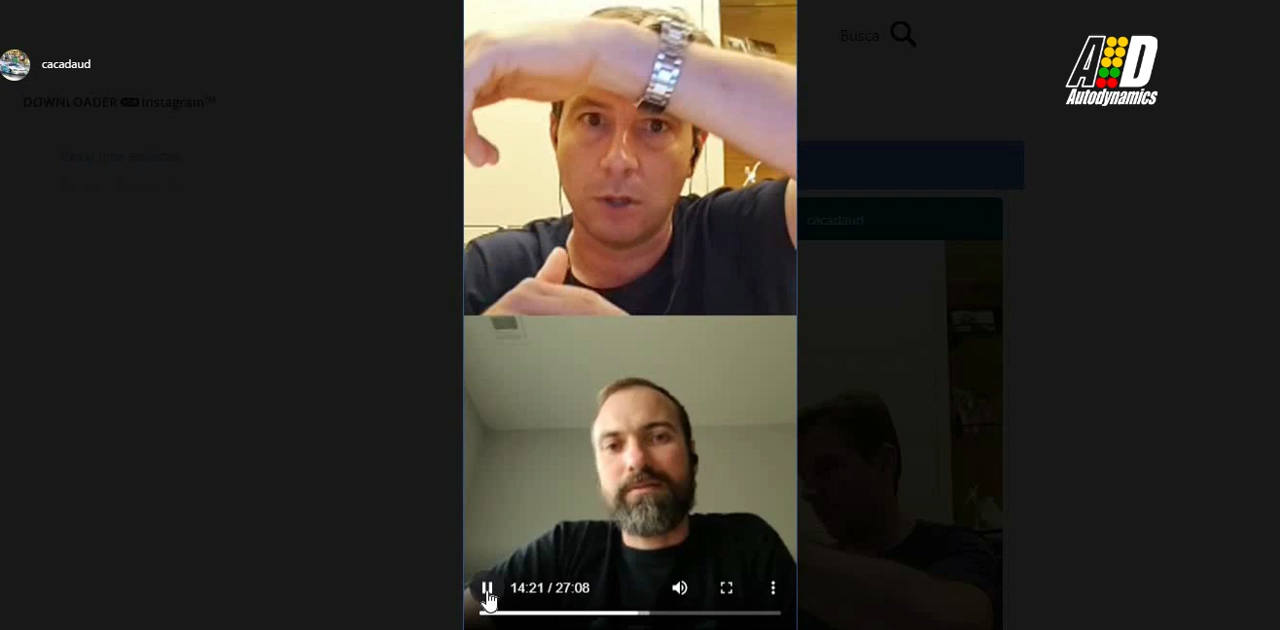 Busca
cacadaud
AD
Autodynamics
DOWNLOADER
Instagram™
cacadaud
14:21 / 27:08